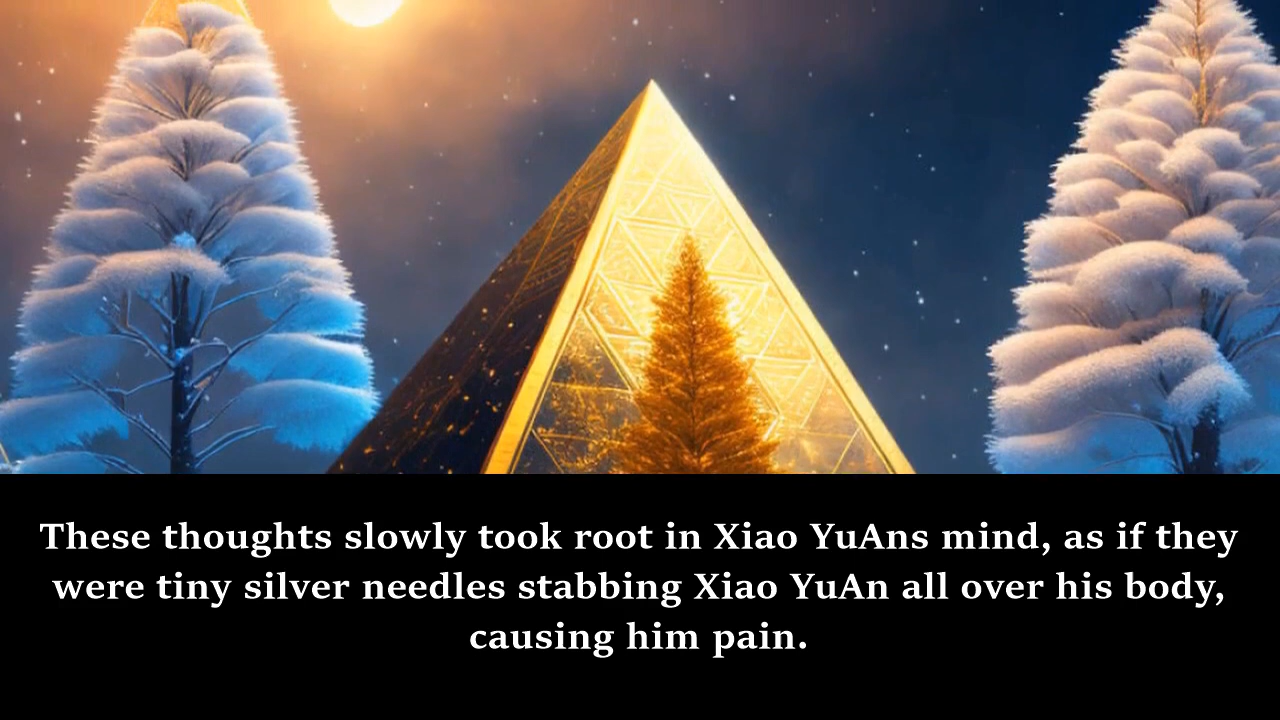 These thoughts slowly took root in Xiao YuAns mind, as if they
were tiny silver needles stabbing Xiao YuAn all over his body,
causing him pain.